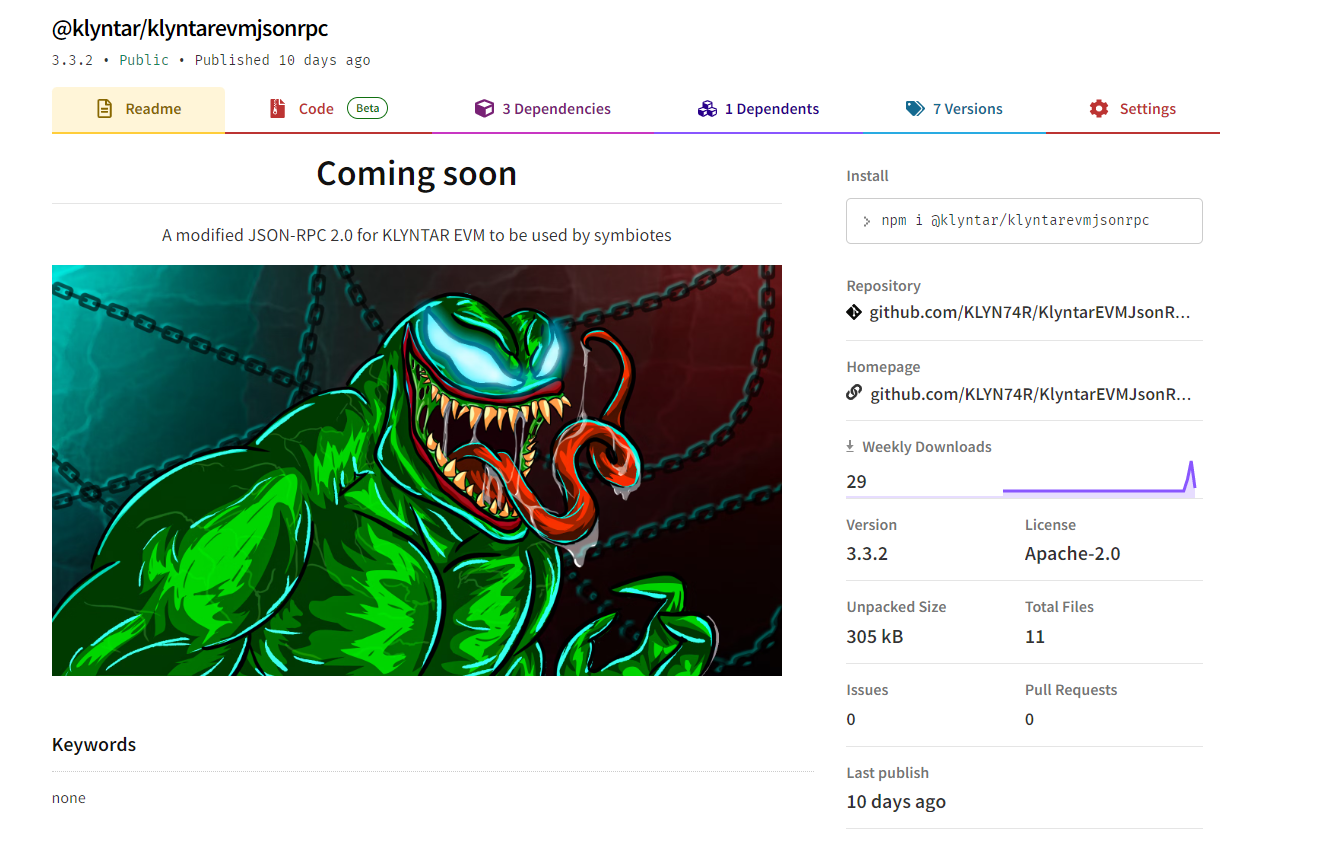 @klyntar/klyntarevmjsonrpc
3.3.2 • Public • Published 10 days ago
Readme
Code Beta
3 Dependencies
1 Dependents
7 Versions
Settings
Coming soon
A modified JSON-RPC 2.0 for KLYNTAR EVM to be used by symbiotes
Keywords
none
Install
> npm i @klyntar/klyntarevmjsonrpc
Repository
github.com/KLYN74R/KlyntarEVMJsonR...
Homepage
github.com/KLYN74R/KlyntarEVMJsonR...
Weekly Downloads
29
Version
3.3.2
License
Apache-2.0
Unpacked Size
305 kB
Total Files
11
Issues
0
Pull Requests
0
Last publish
10 days ago